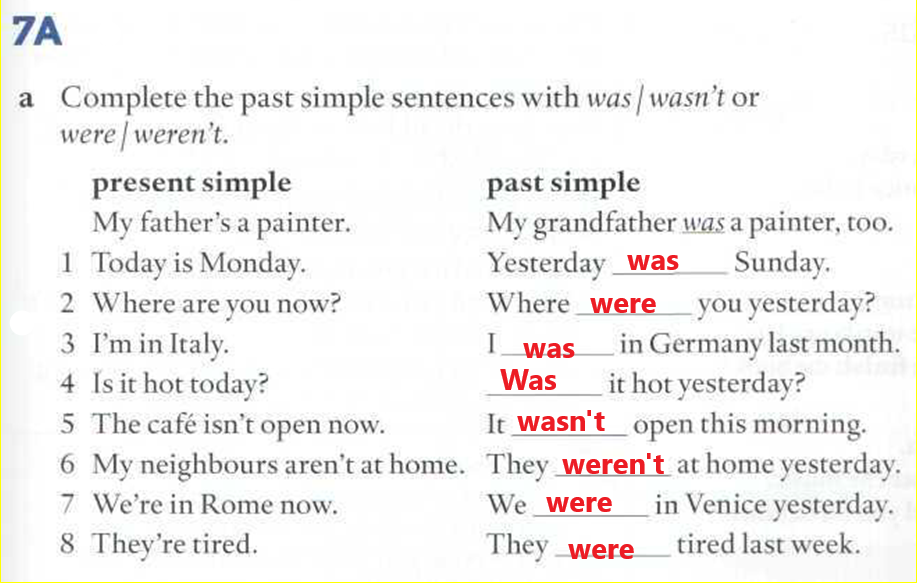 7A
a Complete the past simple sentences with was / wasn't or
were / weren't.
present simple past simple
My father's a painter. My grandfather was a painter, too.
1 Today is Monday. Yesterday was Sunday.
2 Where are you now? Where were you yesterday?
3 I'm in Italy. I was in Germany last month.
4 Is it hot today? Was it hot yesterday?
5 The café isn't open now. It wasn't open this morning.
6 My neighbours aren't at home. They weren't at home yesterday.
7 We're in Rome now. We were in Venice yesterday.
8 They're tired. They were tired last week.